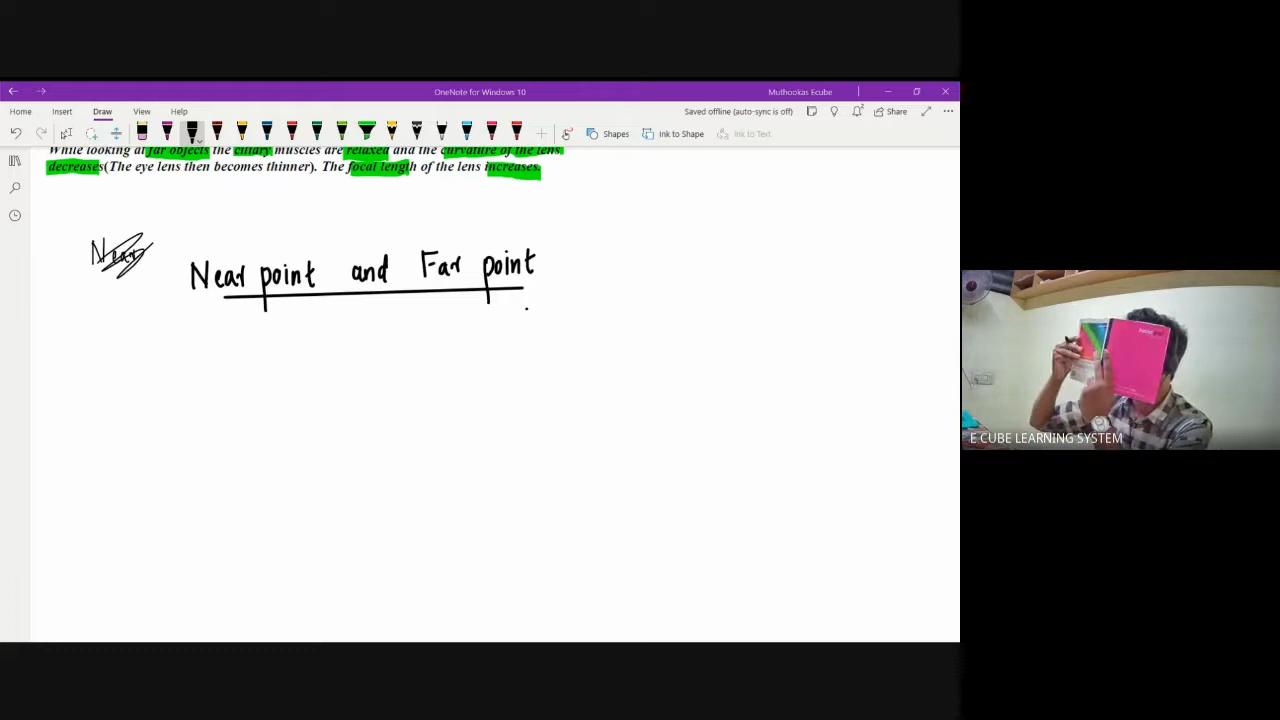 OneNote for Windows 10
Muthookas Ecube
Home Insert Draw View Help
Saved offline (auto-sync is off)
Share
Shapes
Ink to Shape
Ink to Text
While looking at far objects the ciliary muscles are relaxed and the curvature of the lens
decreases(The eye lens then becomes thinner). The focal length of the lens increases.
Near
Near point and Far point
E CUBE LEARNING SYSTEM